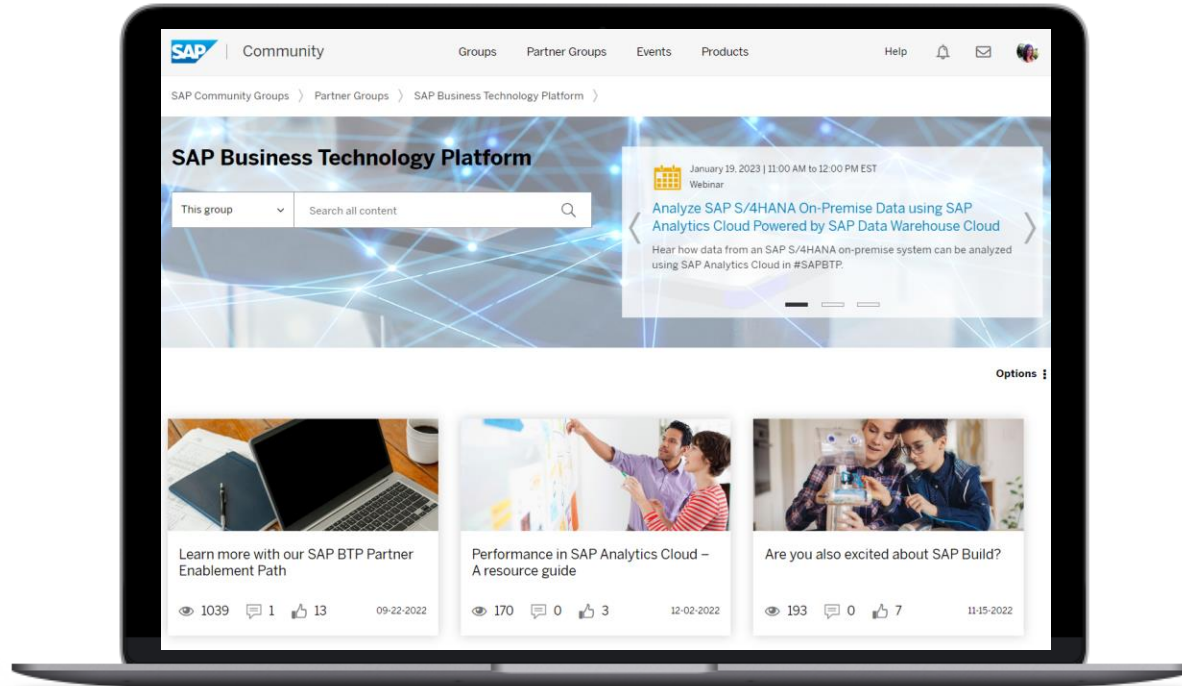 SAP Community Groups Partner Groups Events Products Help
SAP Community Groups 〉 Partner Groups 〉 SAP Business Technology Platform 〉
SAP Business Technology Platform
This group Search all content
January 19, 2023 | 11:00 AM to 12:00 PM EST
Webinar
Analyze SAP S/4HANA On-Premise Data using SAP
Analytics Cloud Powered by SAP Data Warehouse Cloud
Hear how data from an SAP S/4HANA on-premise system can be analyzed
using SAP Analytics Cloud in #SAPBTP.
Options
Learn more with our SAP BTP Partner
Enablement Path
1039 1 13 09-22-2022
Performance in SAP Analytics Cloud –
A resource guide
170 0 3 12-02-2022
Are you also excited about SAP Build?
193 0 7 11-15-2022